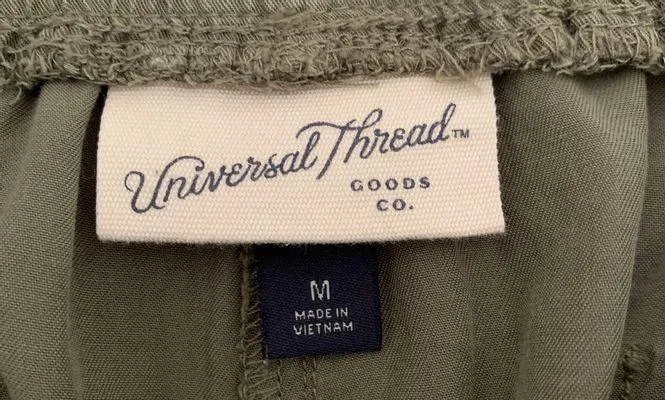 Universal Thread™
GOODS
CO.
M
MADE IN
VIETNAM